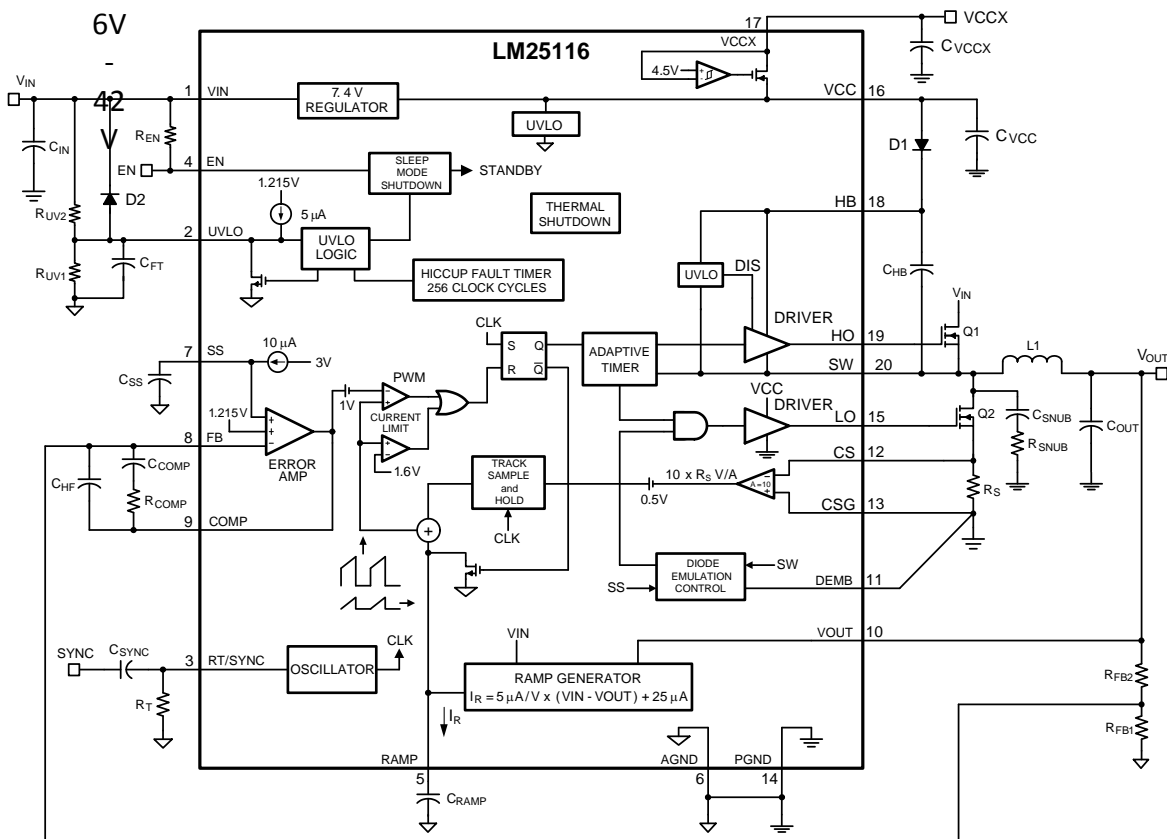 6V
-
42
V
LM25116
17
VCCX
VCCX
C VCCX
4.5V
VIN
1
VIN
7. 4 V
REGULATOR
VCC
16
UVLO
CIN
REN
CVCC
D1
EN
4
EN
SLEEP
MODE
SHUTDOWN
STANDBY
1.215V
5 µA
D2
RUV2
THERMAL
SHUTDOWN
HB
18
2
UVLO
UVLO
LOGIC
RUV1
CFT
HICCUP FAULT TIMER
256 CLOCK CYCLES
UVLO
DIS
CHB
VIN
7
SS
10 µA
3V
CSS
CLK
S
Q
R
Q
ADAPTIVE
TIMER
DRIVER
HO
19
Q1
SW
20
L1
VOUT
PWM
1V
CURRENT
LIMIT
1.6V
1.215V
8
FB
ERROR
AMP
VCC
DRIVER
LO
15
Q2
CSNUB
RSNUB
COUT
CHF
CCOMP
RCOMP
9
COMP
TRACK
SAMPLE
and
HOLD
CLK
10 x RS V/A
0.5V
A=10
CS
12
CSG
13
RS
+
DIODE
EMULATION
CONTROL
SW
SS
DEMB
11
VOUT
10
SYNC
CSYNC
3
RT/SYNC
OSCILLATOR
CLK
RT
VIN
RAMP GENERATOR
IR = 5 µA/V x (VIN - VOUT) + 25 µA
IR
RFB2
RFB1
RAMP
5
CRAMP
AGND
6
PGND
14